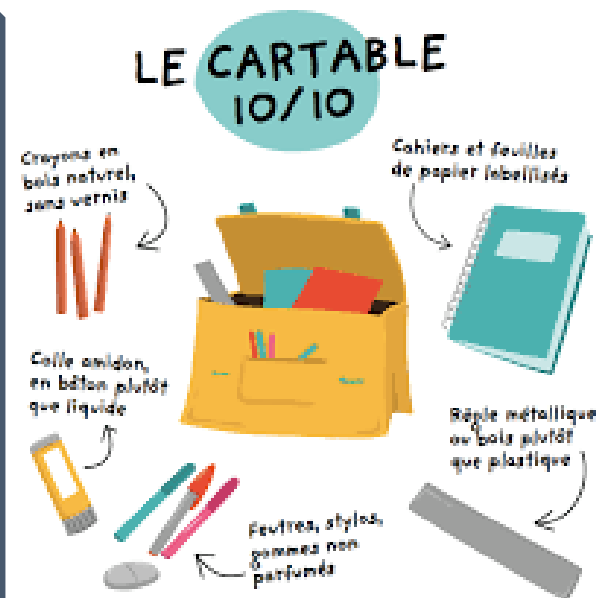 LE CARTABLE
10/10
Crayons en
bois naturel,
sans vernis
Cahiers et feuilles
de papier labellisés
Colle amidon,
en bâton plutôt
que liquide
Règle métallique
ou bois plutôt
que plastique
Feutres, stylos,
gommes non
parfumés